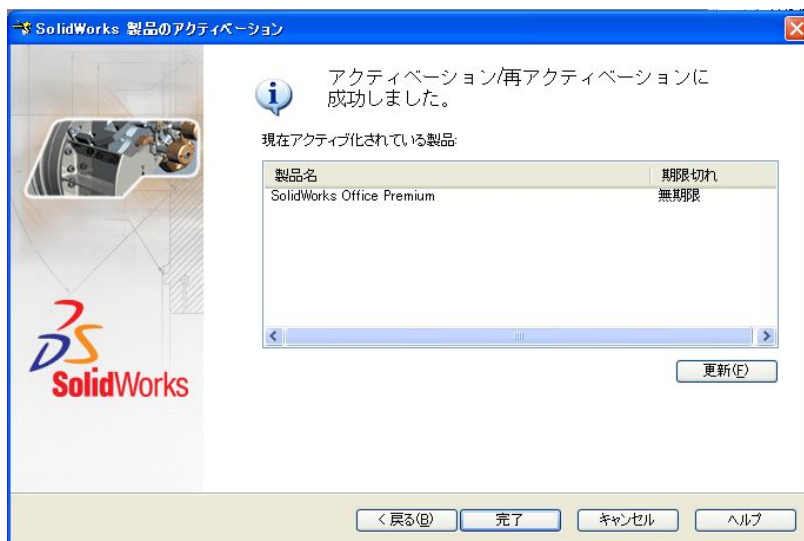 SolidWorks 製品のアクティベーション
アクティベーション/再アクティベーションに
成功しました。
現在アクティブ化されている製品:
製品名 期限切れ
SolidWorks Office Premium 無期限
更新(F)
DS
SolidWorks
< 戻る(B) 完了 キャンセル ヘルプ